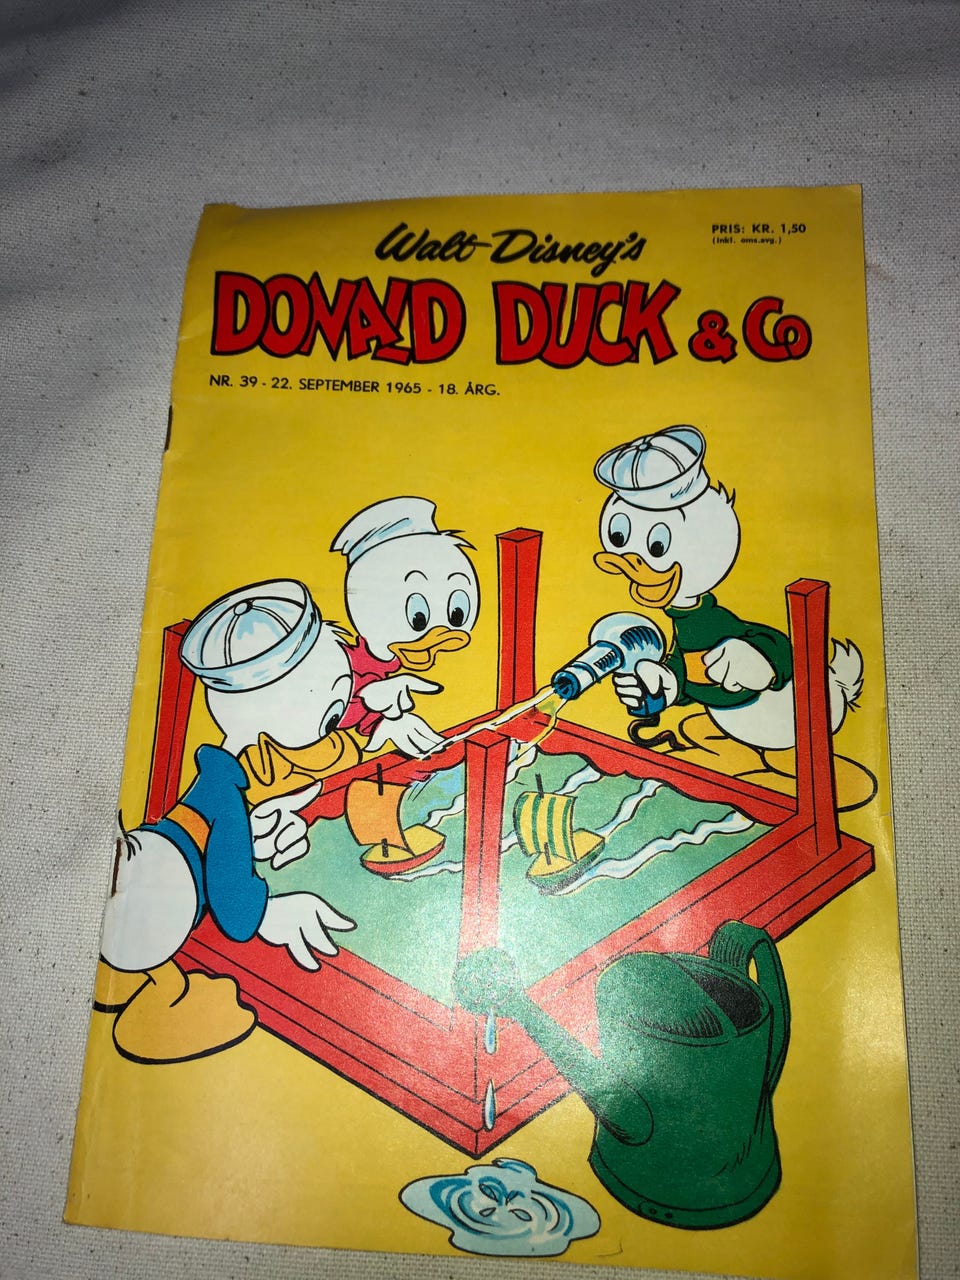 Walt Disney's
PRIS: KR. 1,50
(inkl. oms.avg.)
DONALD DUCK & Co
NR. 39 - 22. SEPTEMBER 1965 - 18. ÅRG.